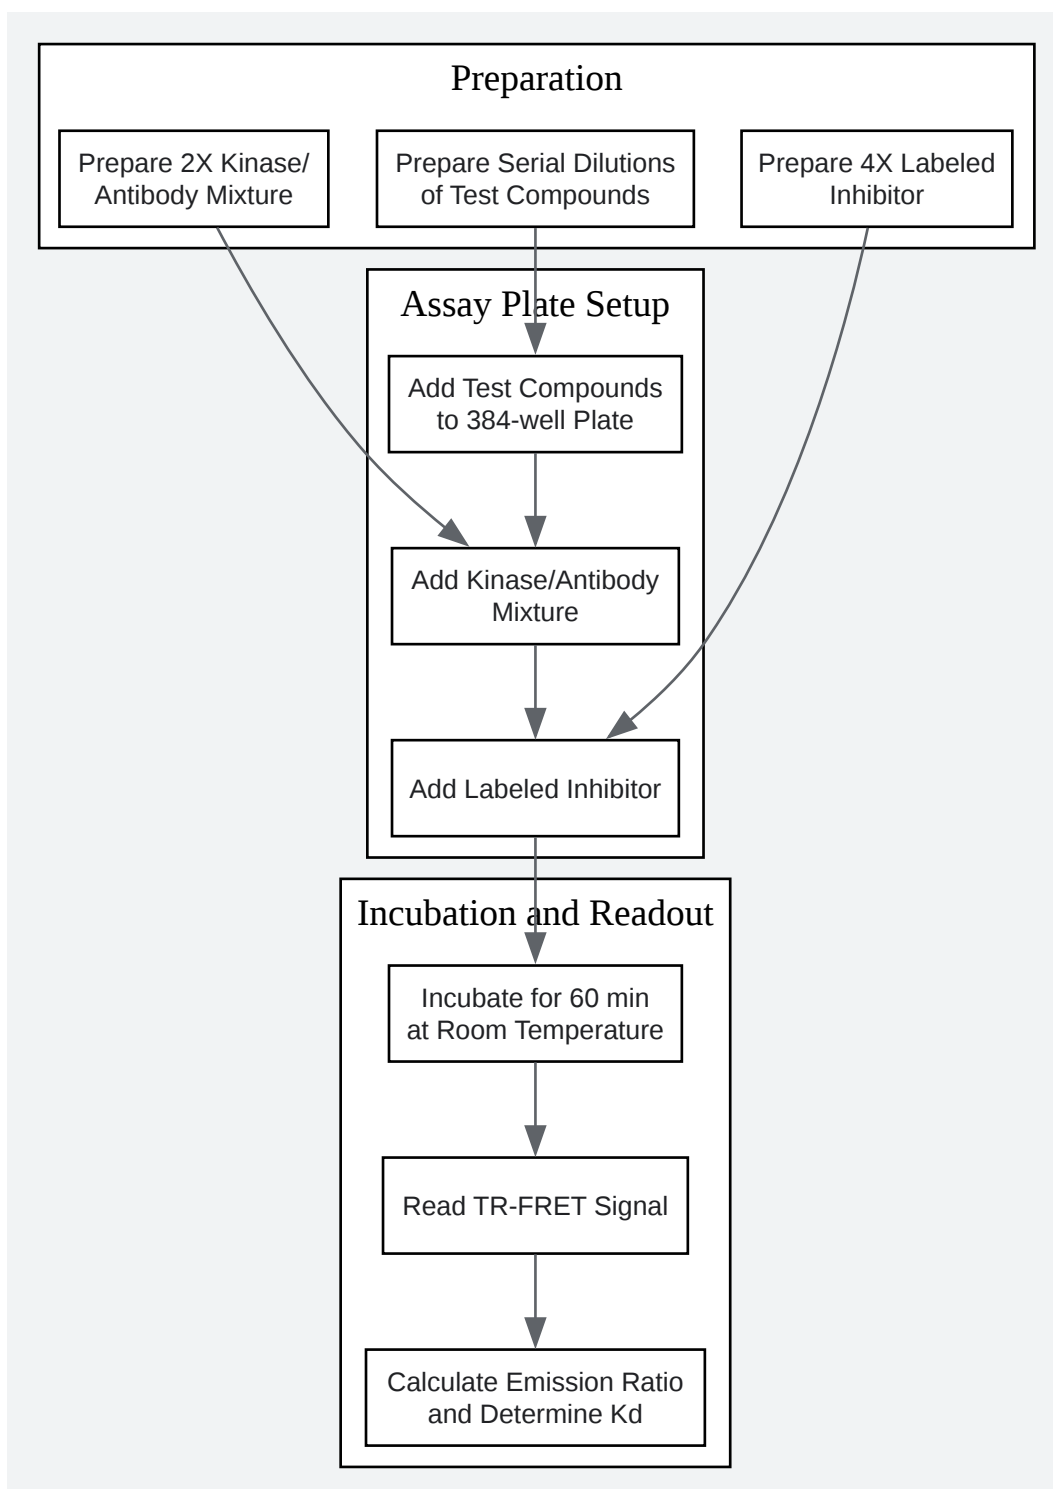 Preparation
Prepare 2X Kinase/
Antibody Mixture
Prepare Serial Dilutions
of Test Compounds
Prepare 4X Labeled
Inhibitor
Assay Plate Setup
Add Test Compounds
to 384-well Plate
Add Kinase/Antibody
Mixture
Add Labeled Inhibitor
Incubation and Readout
Incubate for 60 min
at Room Temperature
Read TR-FRET Signal
Calculate Emission Ratio
and Determine Kd